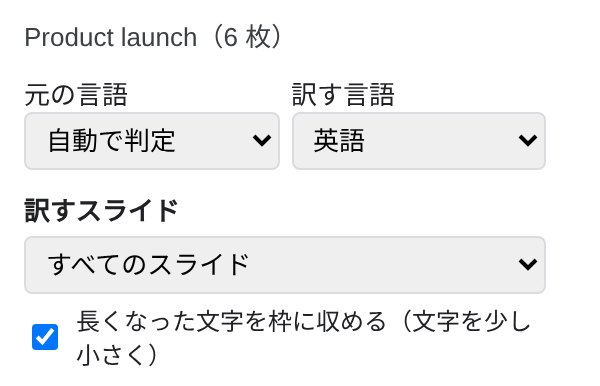 Product launch（6 枚）
元の言語
訳す言語
自動で判定
英語
訳すスライド
すべてのスライド
長くなった文字を枠に収める（文字を少し
小さく）